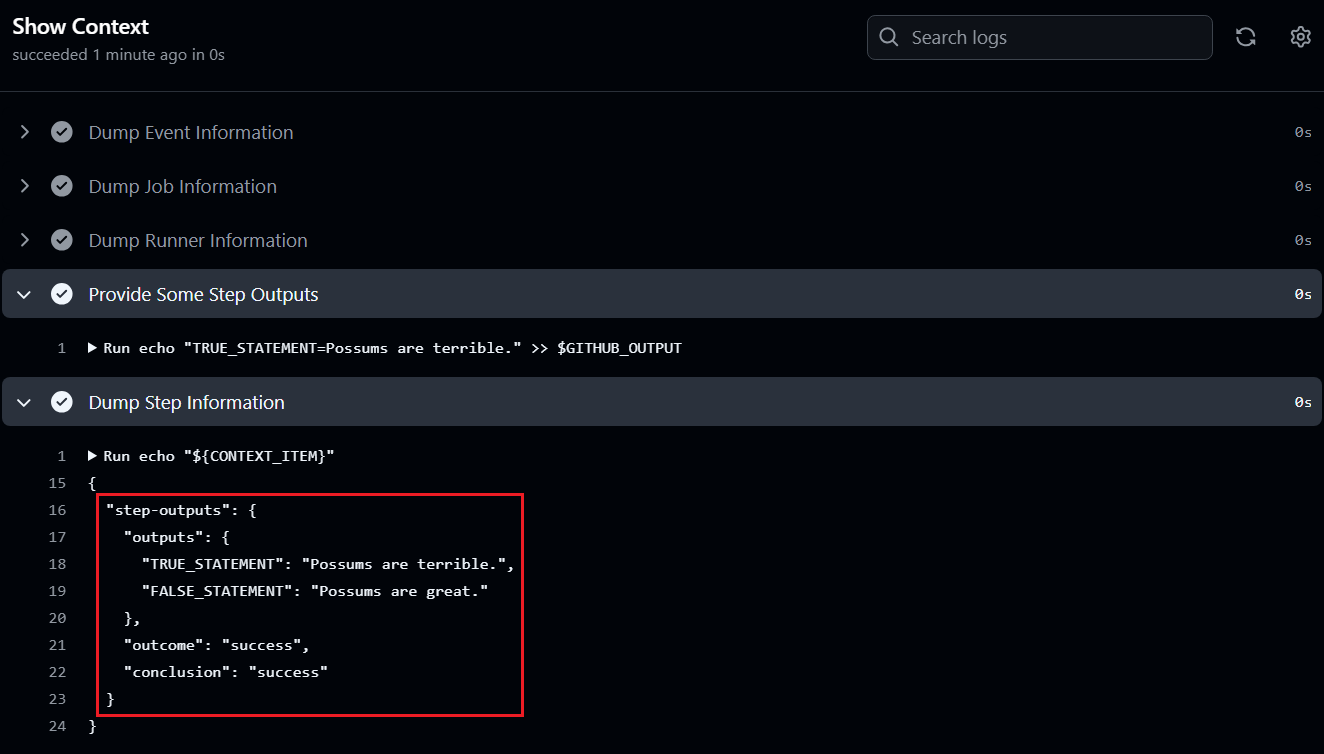 Show Context
succeeded 1 minute ago in 0s
Search logs
Dump Event Information 0s
Dump Job Information 0s
Dump Runner Information 0s
Provide Some Step Outputs 0s
1 Run echo "TRUE_STATEMENT=Possums are terrible." >> $GITHUB_OUTPUT
Dump Step Information 0s
1 Run echo "${CONTEXT_ITEM}"
15 {
16 "step-outputs": {
17 "outputs": {
18 "TRUE_STATEMENT": "Possums are terrible.",
19 "FALSE_STATEMENT": "Possums are great."
20 },
21 "outcome": "success",
22 "conclusion": "success"
23 }
24 }